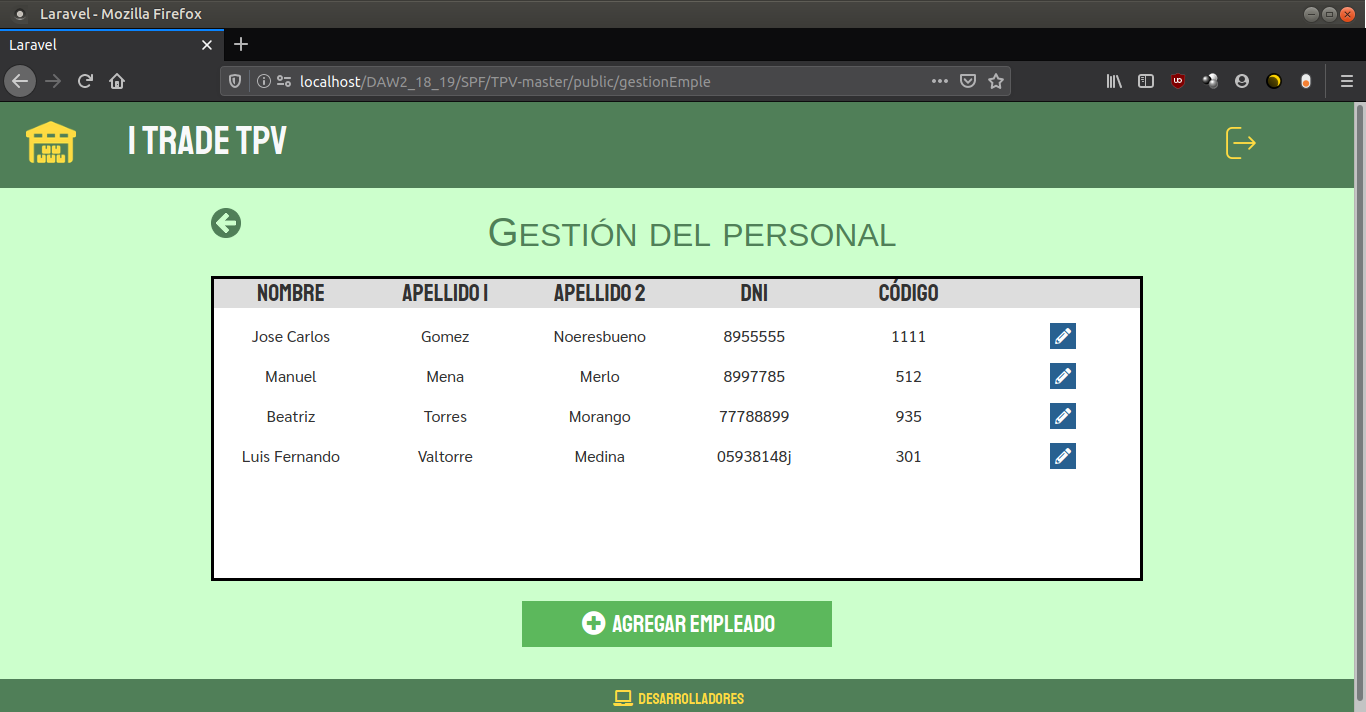 Laravel - Mozilla Firefox
Laravel
localhost/DAW2_18_19/SPF/TPV-master/public/gestionEmple
I TRADE TPV
GESTIÓN DEL PERSONAL
NOMBRE APELLIDO 1 APELLIDO 2 DNI CÓDIGO
Jose Carlos Gomez Noeresbueno 8955555 1111
Manuel Mena Merlo 8997785 512
Beatriz Torres Morango 77788899 935
Luis Fernando Valtorre Medina 05938148j 301
AGREGAR EMPLEADO
DESARROLLADORES